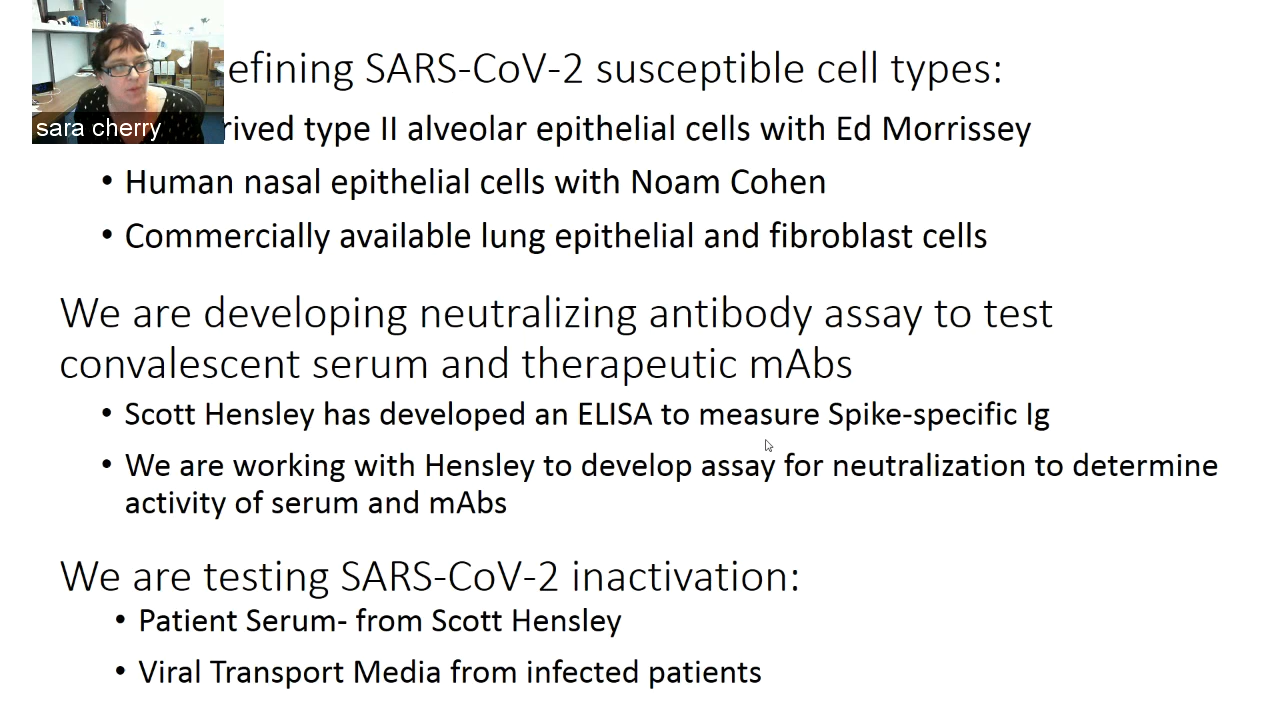 efining SARS-CoV-2 susceptible cell types:
sara cherry
rived type II alveolar epithelial cells with Ed Morrissey
• Human nasal epithelial cells with Noam Cohen
• Commercially available lung epithelial and fibroblast cells
We are developing neutralizing antibody assay to test
convalescent serum and therapeutic mAbs
• Scott Hensley has developed an ELISA to measure Spike-specific Ig
• We are working with Hensley to develop assay for neutralization to determine
activity of serum and mAbs
We are testing SARS-CoV-2 inactivation:
• Patient Serum- from Scott Hensley
• Viral Transport Media from infected patients